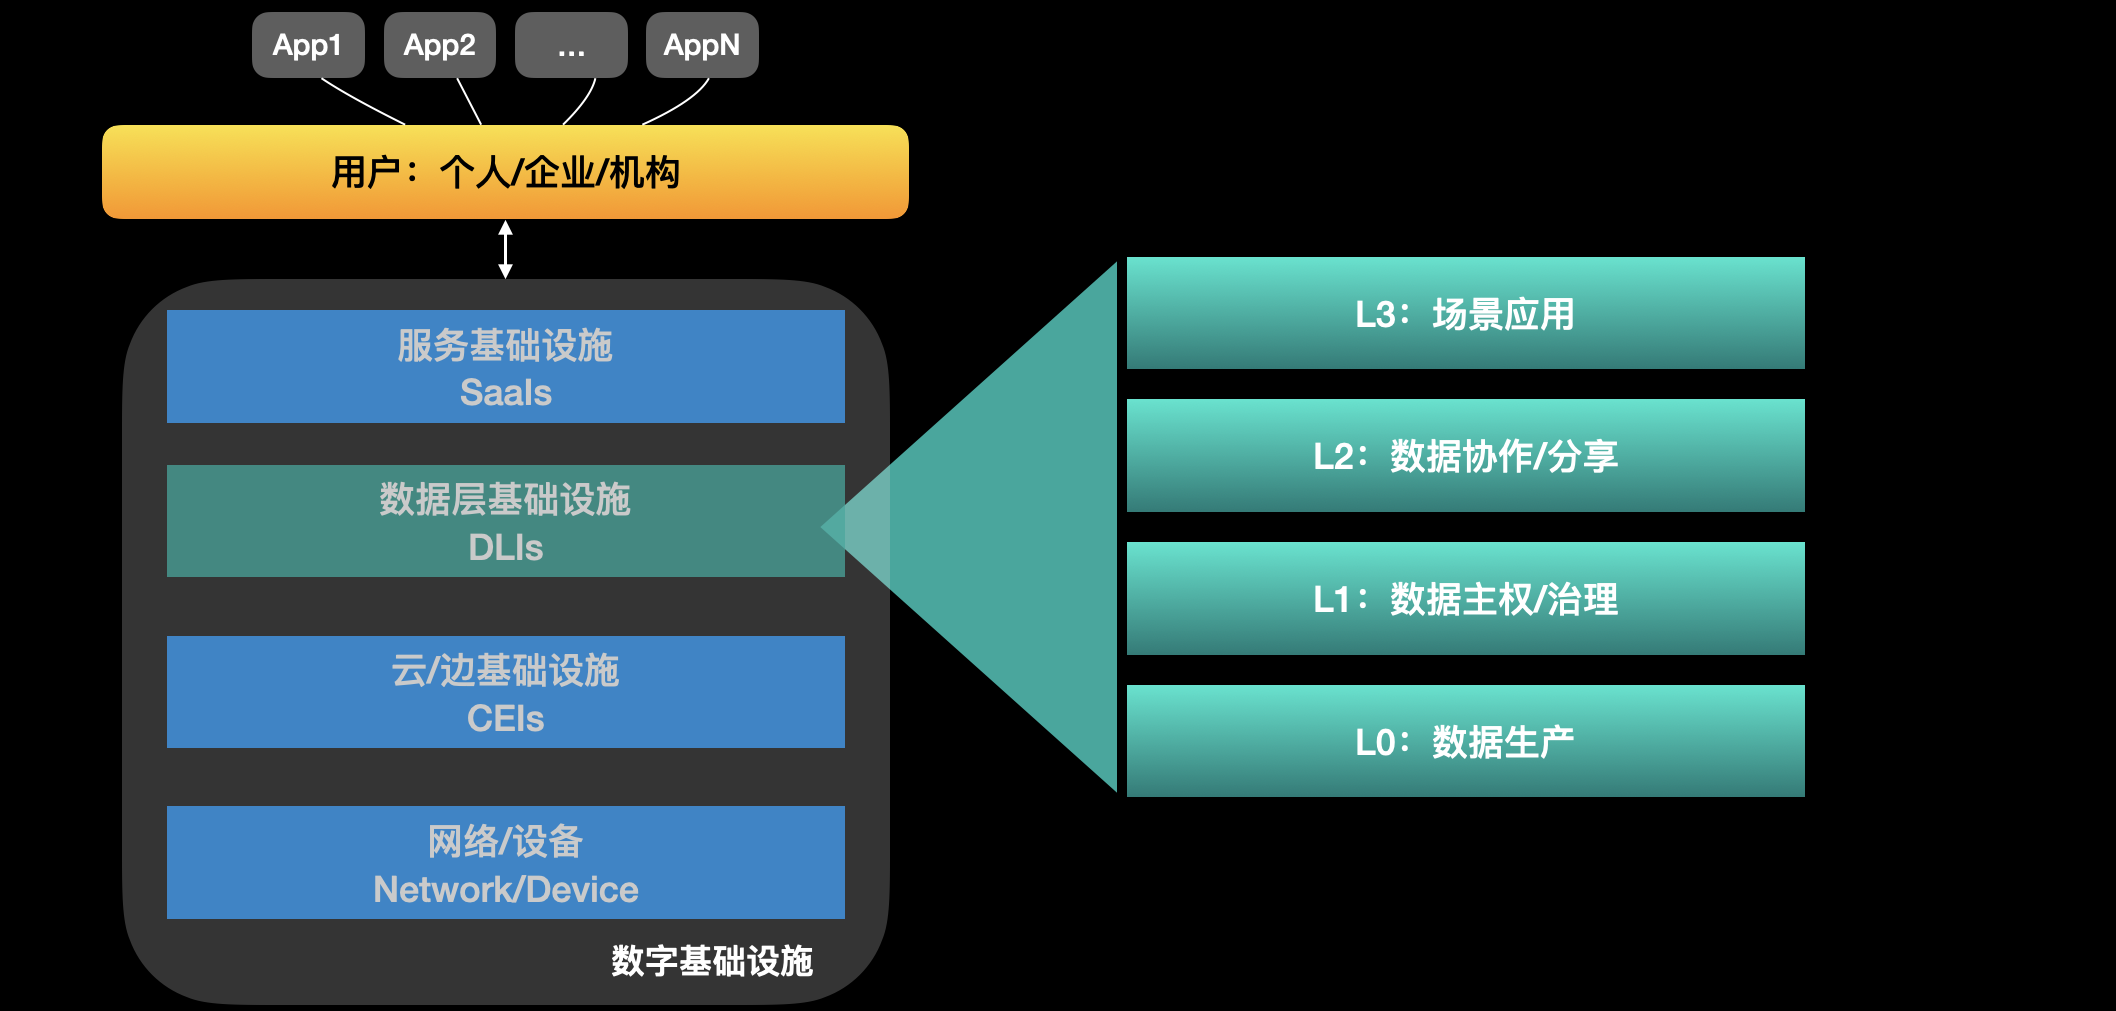 App1
App2
...
AppN
用户：个人/企业/机构
服务基础设施
SaaIs
数据层基础设施
DLIs
云/边基础设施
CEIs
网络/设备
Network/Device
数字基础设施
L3：场景应用
L2：数据协作/分享
L1：数据主权/治理
L0：数据生产